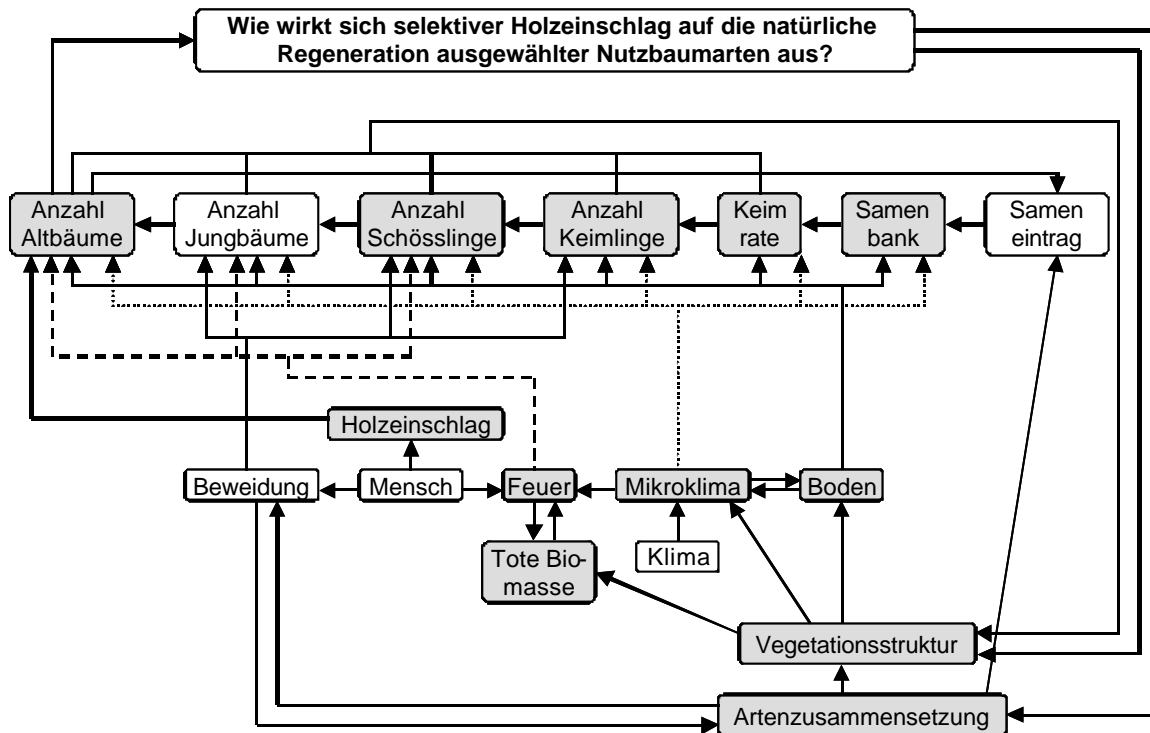 Wie wirkt sich selektiver Holzeinschlag auf die natürliche
Regeneration ausgewählter Nutzbaumarten aus?
Anzahl
Altbäume
Anzahl
Jungbäume
Anzahl
Schösslinge
Anzahl
Keimlinge
Keim
rate
Samen
bank
Samen
eintrag
Holzeinschlag
Beweidung
Mensch
Feuer
Mikroklima
Boden
Tote Bio-
masse
Klima
Vegetationsstruktur
Artenzusammensetzung